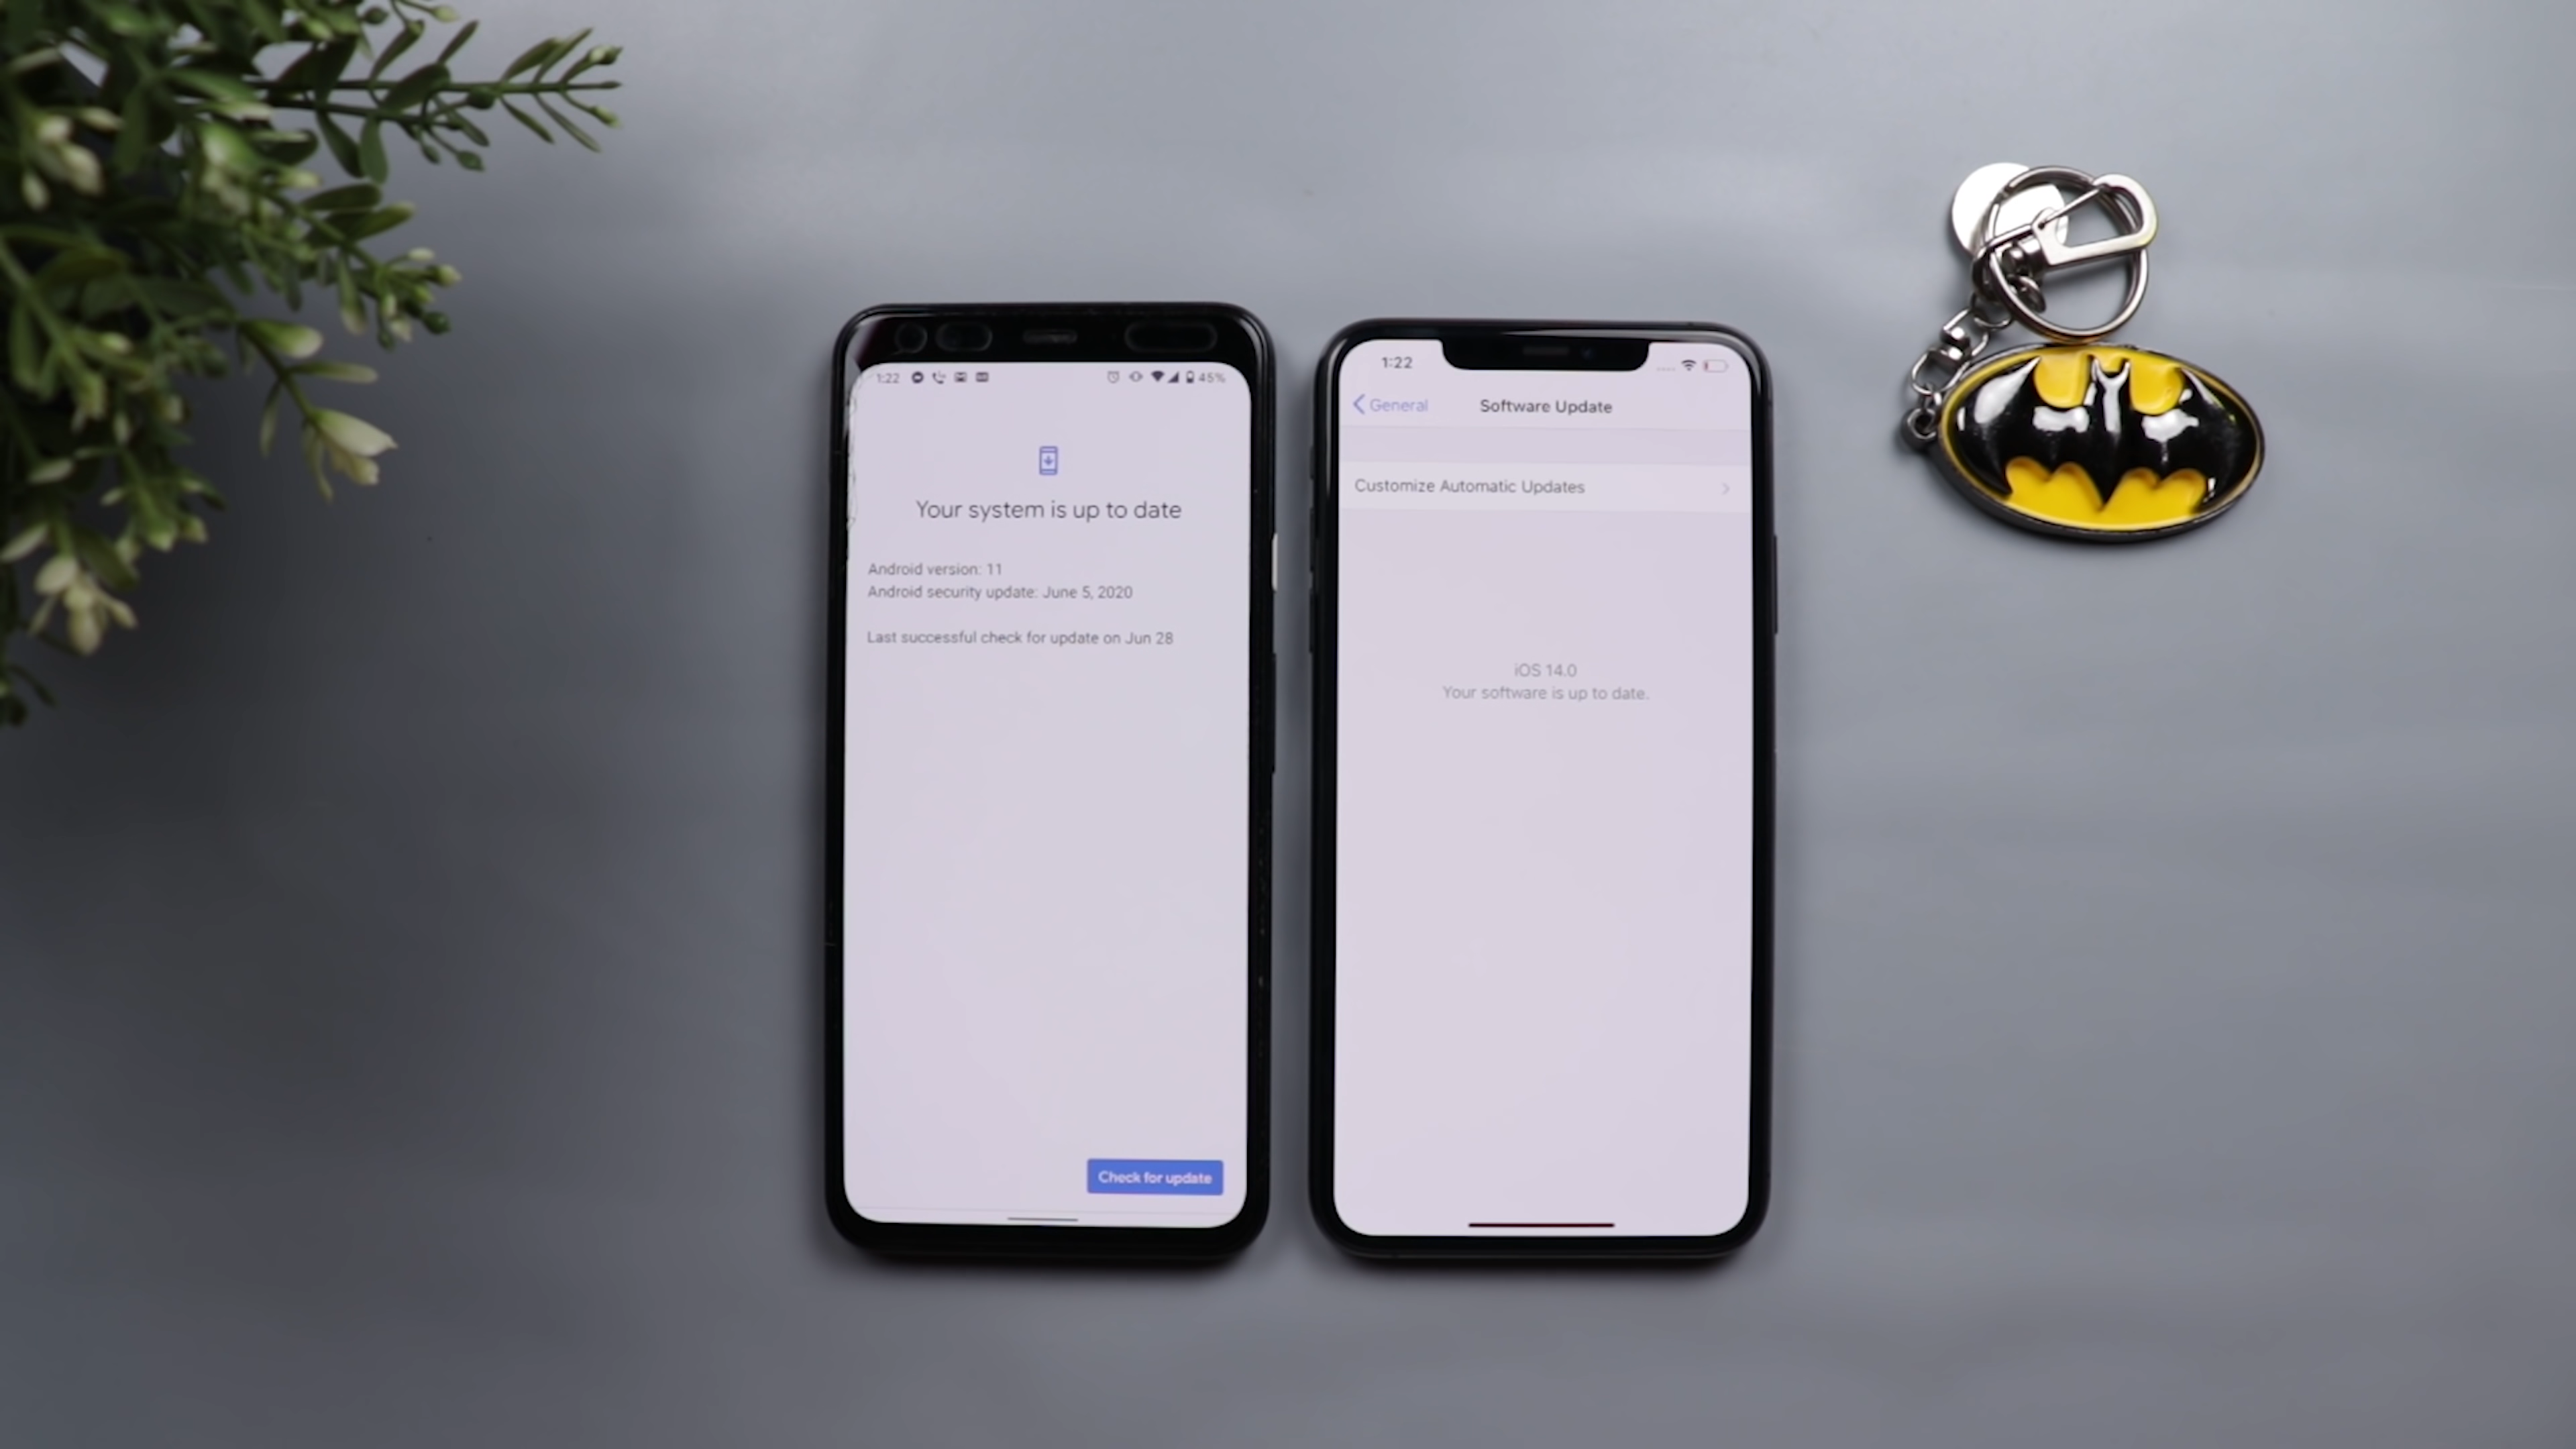 1:22
45%
Your system is up to date
Android version: 11
Android security update: June 5, 2020
Last successful check for update on Jun 28
Check for update
1:22
General
Software Update
Customize Automatic Updates
iOS 14.0
Your software is up to date.